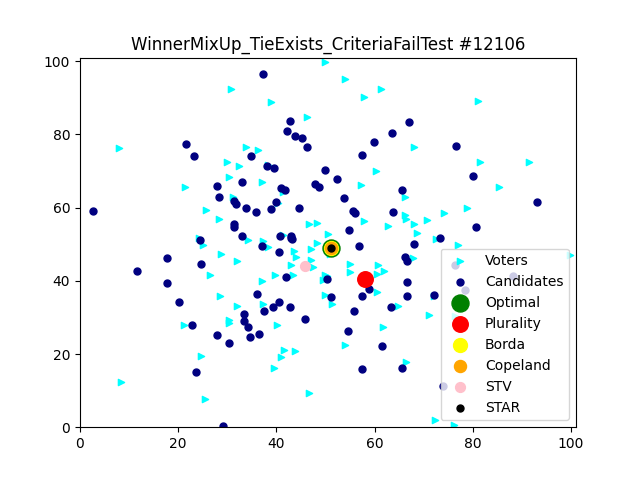 WinnerMixUp_TieExists_CriteriaFailTest #12106
100
80
60
40
20
0
0 20 40 60 80 100
Voters
Candidates
Optimal
Plurality
Borda
Copeland
STV
STAR